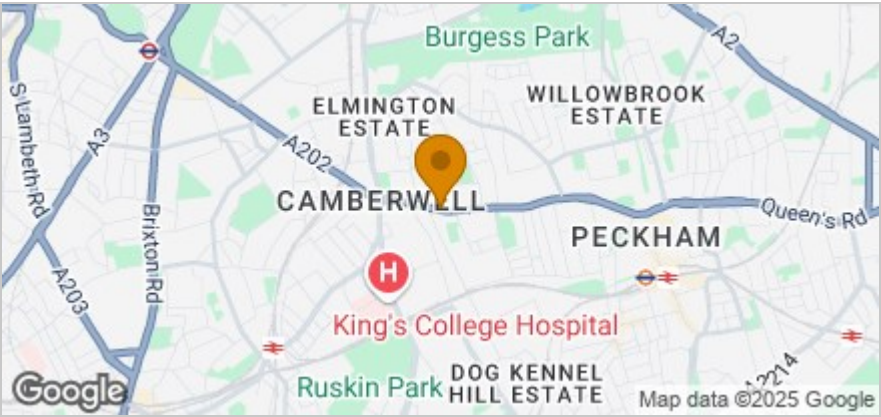 Burgess Park
A2
S Lambeth Rd
A3
ELMINGTON
ESTATE
WILLOWBROOK
ESTATE
A202
CAMBERWELL
Queen's Rd
Brixton Rd
PECKHAM
H
A203
King's College Hospital
Ruskin Park
DOG KENNEL
HILL ESTATE
A2214
Google
Map data ©2025 Google